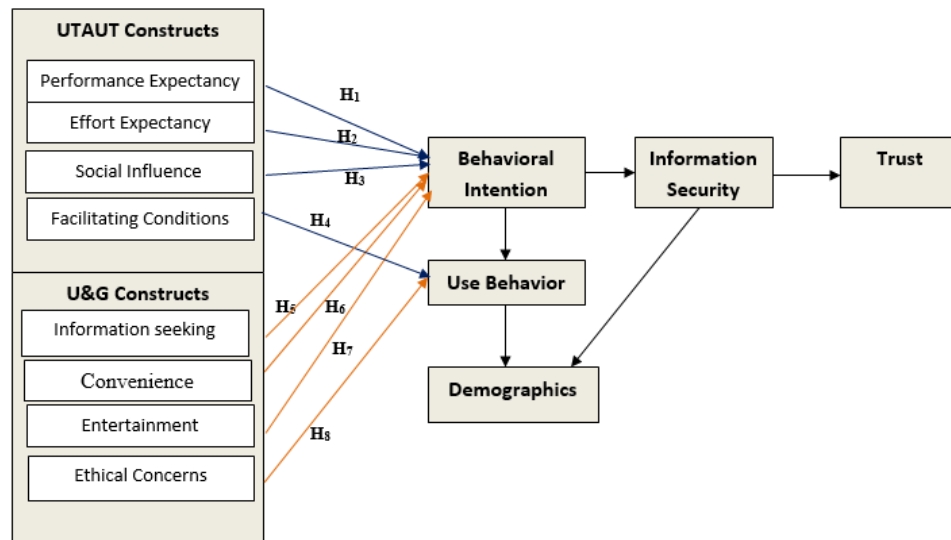 UTAUT Constructs
Performance Expectancy
Effort Expectancy
Social Influence
Facilitating Conditions
U&G Constructs
Information seeking
Convenience
Entertainment
Ethical Concerns
H₁
H₂
H₃
H₄
H₅
H₆
H₇
H₈
Behavioral
Intention
Use Behavior
Demographics
Information
Security
Trust